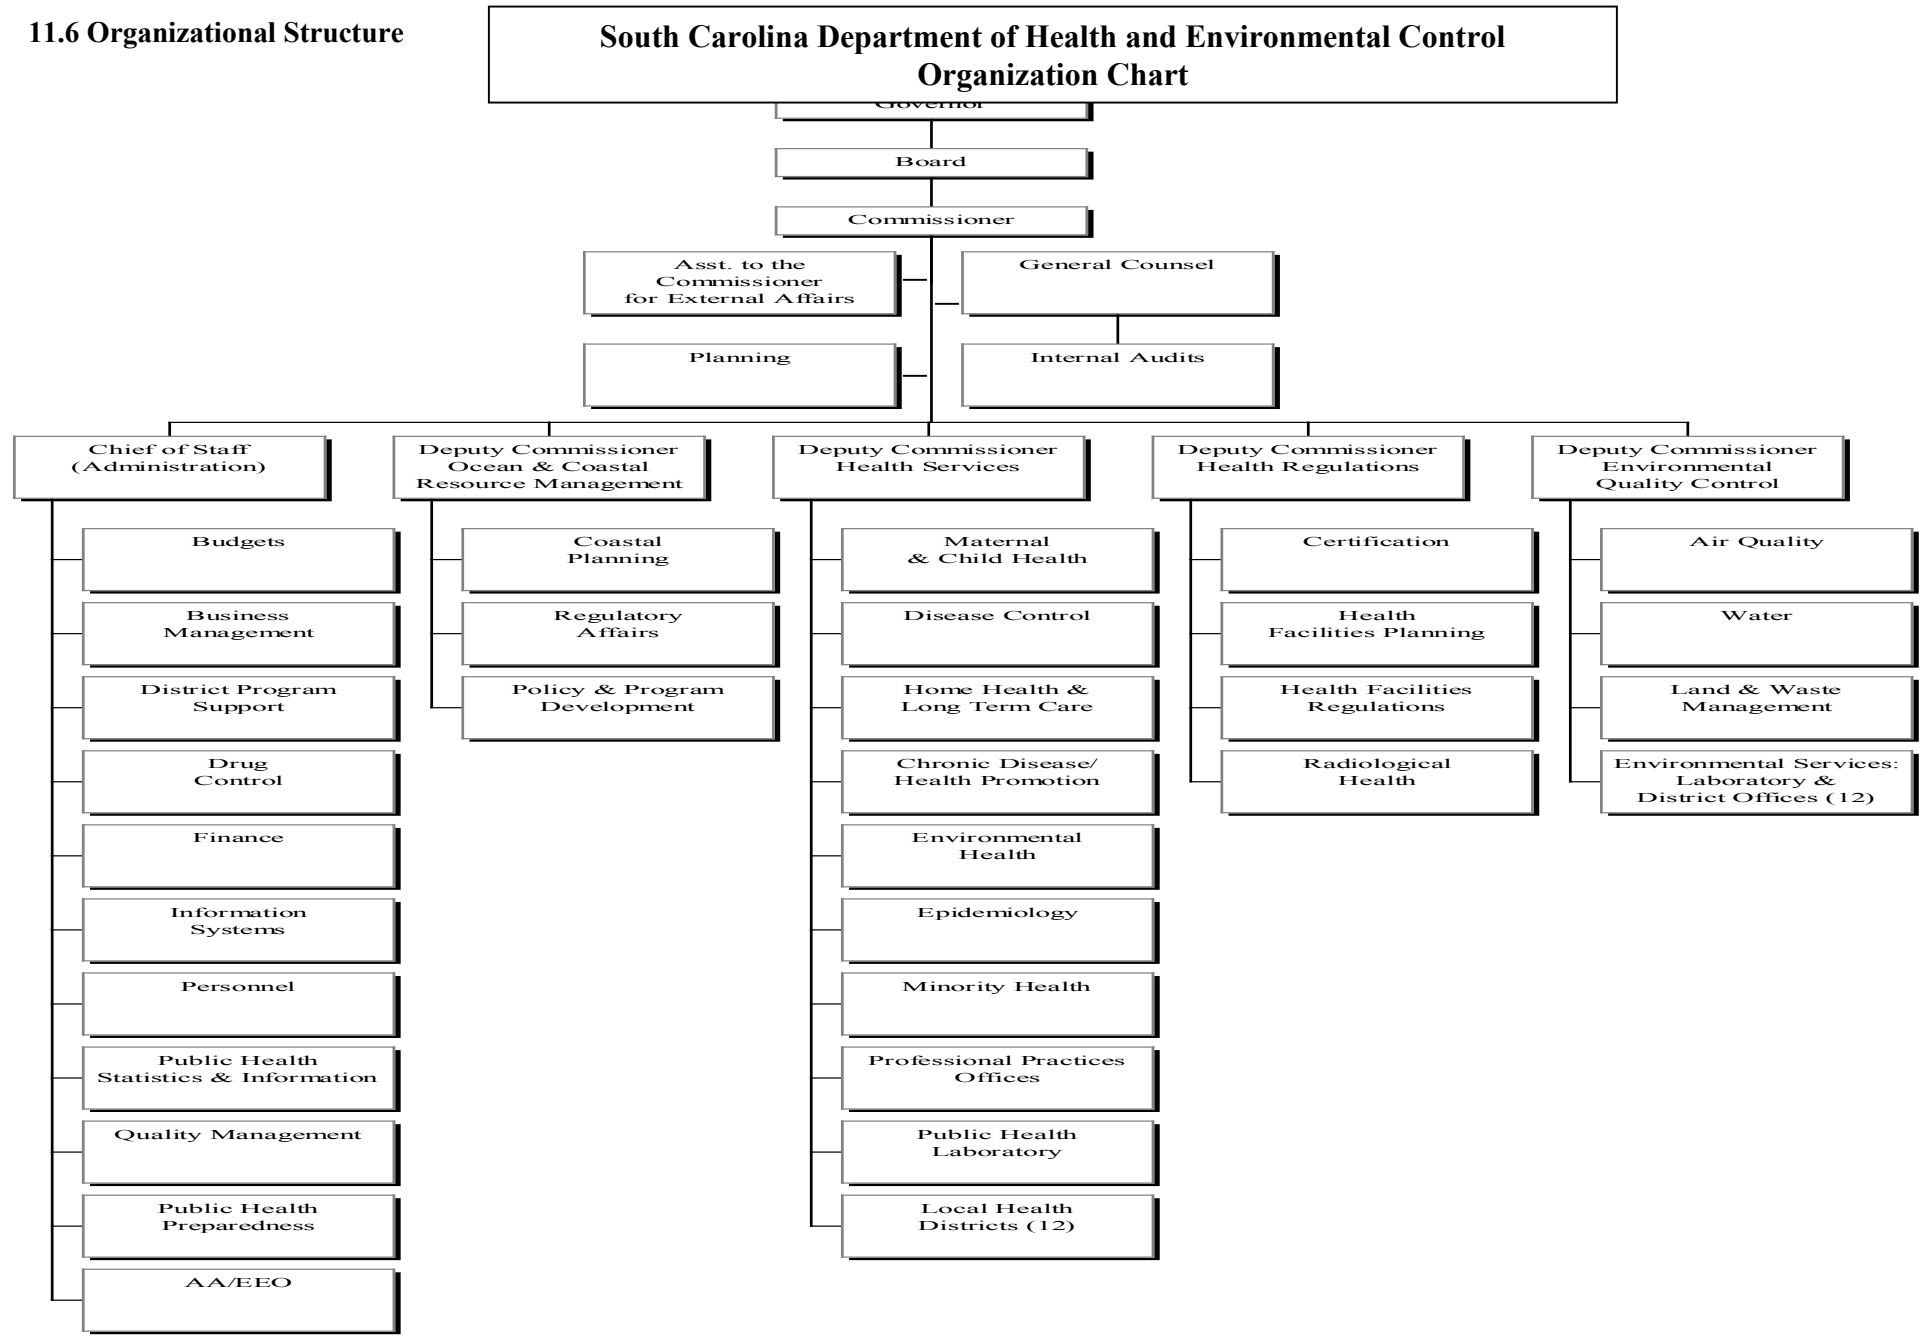 11.6 Organizational Structure
South Carolina Department of Health and Environmental Control
Organization Chart
Governor
Board
Commissioner
Asst. to the
Commissioner
for External Affairs
General Counsel
Planning
Internal Audits
Chief of Staff
(Administration)
Deputy Commissioner
Ocean & Coastal
Resource Management
Deputy Commissioner
Health Services
Deputy Commissioner
Health Regulations
Deputy Commissioner
Environmental
Quality Control
Budgets
Business
Management
District Program
Support
Drug
Control
Finance
Information
Systems
Personnel
Public Health
Statistics & Information
Quality Management
Public Health
Preparedness
AA/EEO
Coastal
Planning
Regulatory
Affairs
Policy & Program
Development
Maternal
& Child Health
Disease Control
Home Health &
Long Term Care
Chronic Disease/
Health Promotion
Environmental
Health
Epidemiology
Minority Health
Professional Practices
Offices
Public Health
Laboratory
Local Health
Districts (12)
Certification
Health
Facilities Planning
Health Facilities
Regulations
Radiological
Health
Air Quality
Water
Land & Waste
Management
Environmental Services:
Laboratory &
District Offices (12)